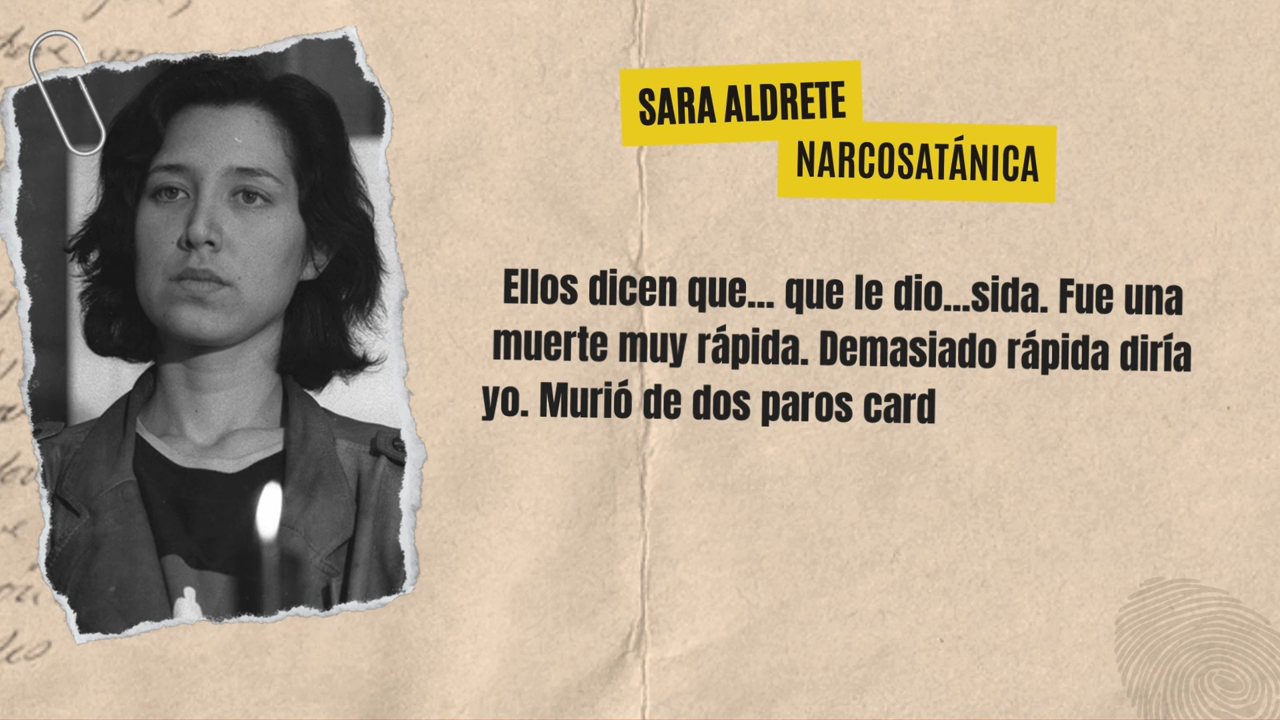 SARA ALDRETE
NARCOSATÁNICA
Ellos dicen que... que le dio...sida. Fue una
muerte muy rápida. Demasiado rápida diría
yo. Murió de dos paros card